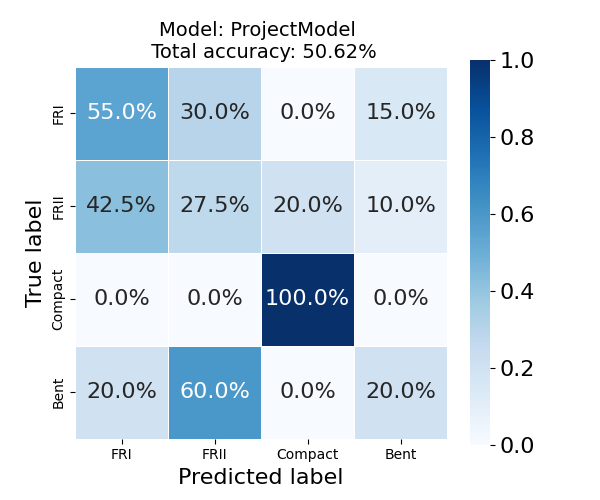 Model: ProjectModel
Total accuracy: 50.62%
True label
FRI 55.0% 30.0% 0.0% 15.0%
FRII 42.5% 27.5% 20.0% 10.0%
Compact 0.0% 0.0% 100.0% 0.0%
Bent 20.0% 60.0% 0.0% 20.0%
FRI FRII Compact Bent
Predicted label
1.0
0.8
0.6
0.4
0.2
0.0